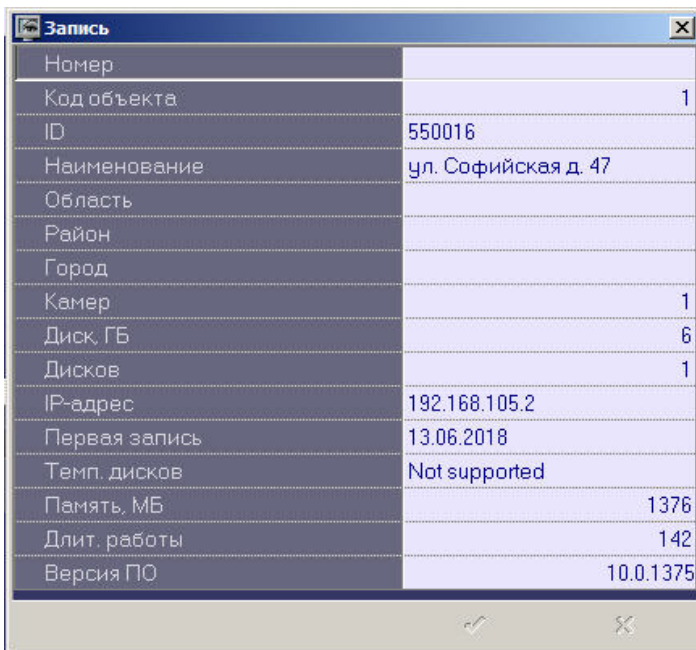 Запись
Номер
Код объекта 1
ID 550016
Наименование ул. Софийская д. 47
Область
Район
Город
Камер 1
Диск, ГБ 6
Дисков 1
IP-адрес 192.168.105.2
Первая запись 13.06.2018
Темп. дисков Not supported
Память, МБ 1376
Длит. работы 142
Версия ПО 10.0.1375